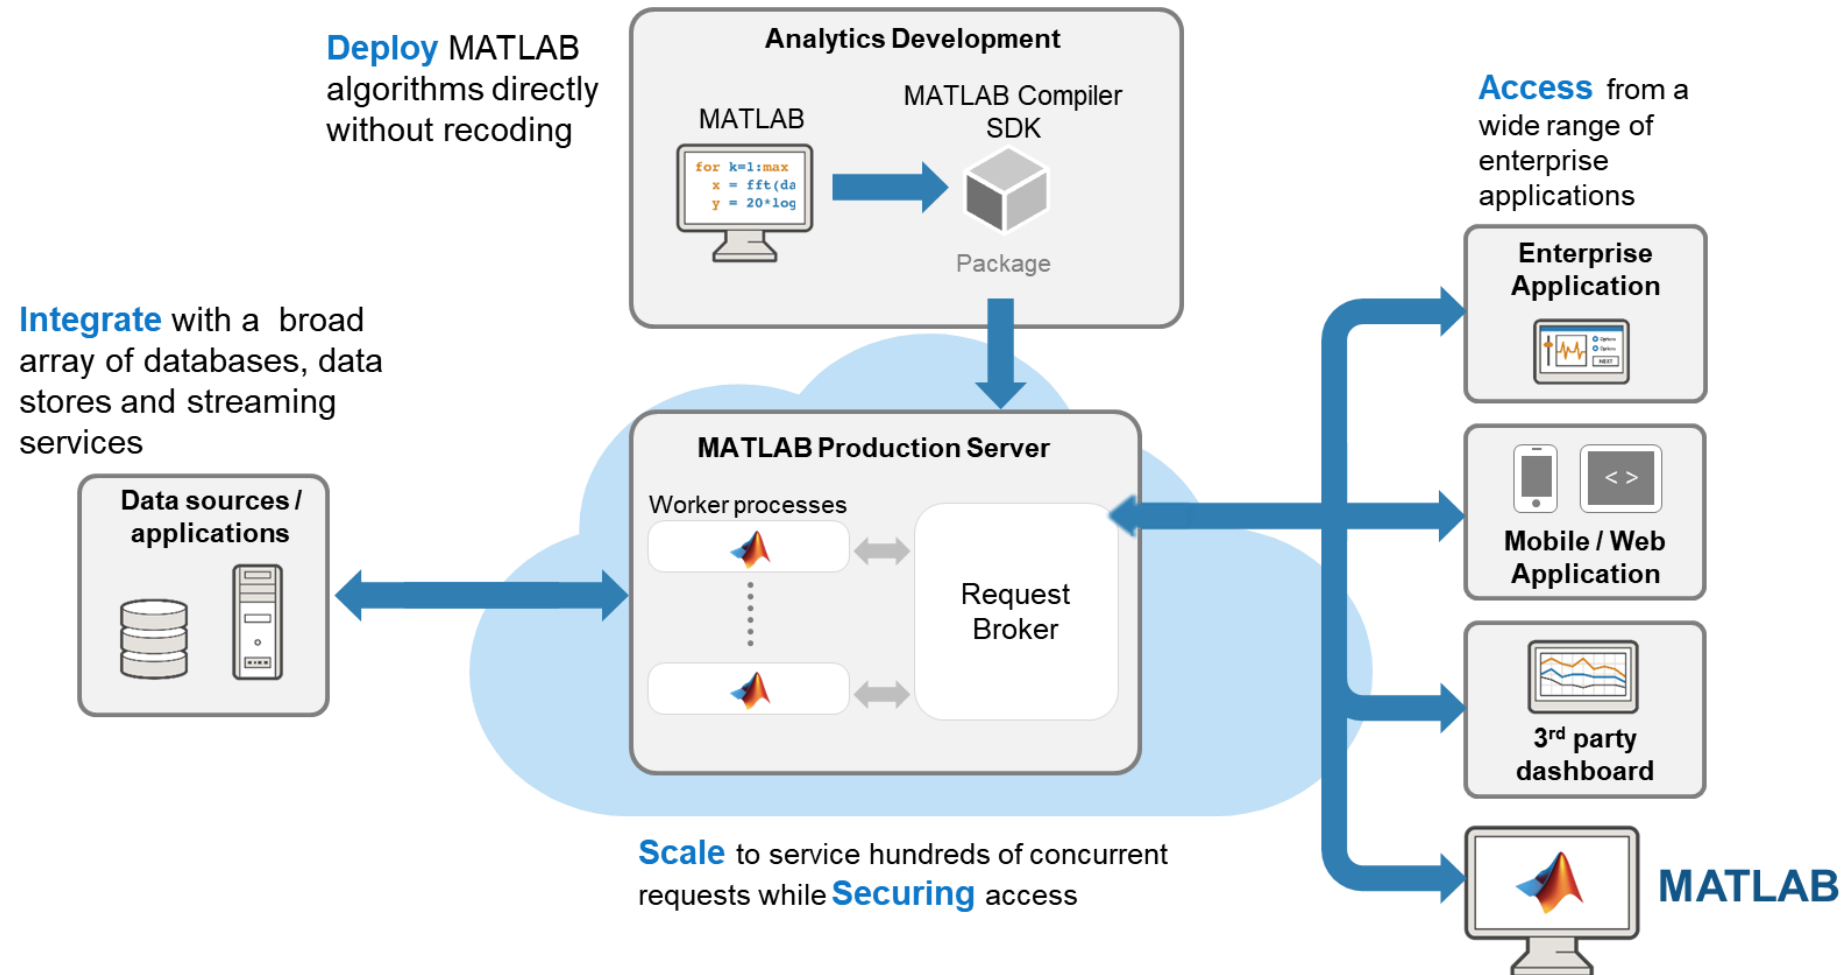 Deploy MATLAB
algorithms directly
without recoding
Analytics Development
MATLAB
MATLAB Compiler
SDK
for k=1:max
x = fft(da
y = 20*log
Package
Access from a
wide range of
enterprise
applications
Integrate with a broad
array of databases, data
stores and streaming
services
Data sources /
applications
MATLAB Production Server
Worker processes
Request
Broker
Enterprise
Application
Options
Options
NEXT
< >
Mobile / Web
Application
3rd party
dashboard
MATLAB
Scale to service hundreds of concurrent
requests while Securing access